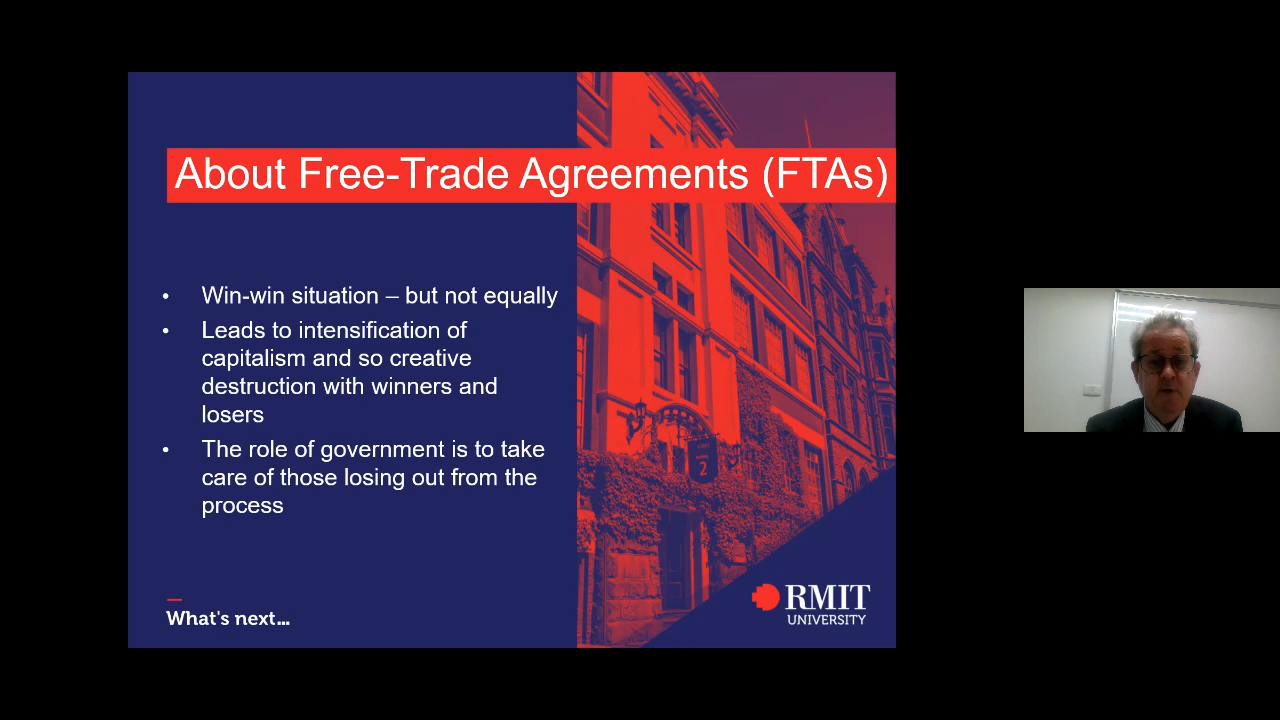 About Free-Trade Agreements (FTAs)
• Win-win situation – but not equally
• Leads to intensification of
capitalism and so creative
destruction with winners and
losers
• The role of government is to take
care of those losing out from the
process
2
What's next...
RMIT
UNIVERSITY